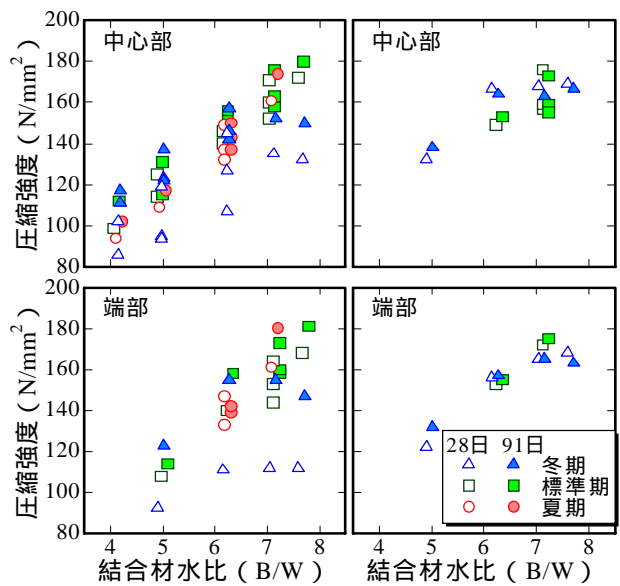 圧縮強度（N/mm²）
200
180
160
140
120
100
80
中心部
中心部
圧縮強度（N/mm²）
200
180
160
140
120
100
80
端部
端部
28日 91日
冬期
標準期
夏期
4 5 6 7 8
4 5 6 7 8
結合材水比（B/W）
結合材水比（B/W）